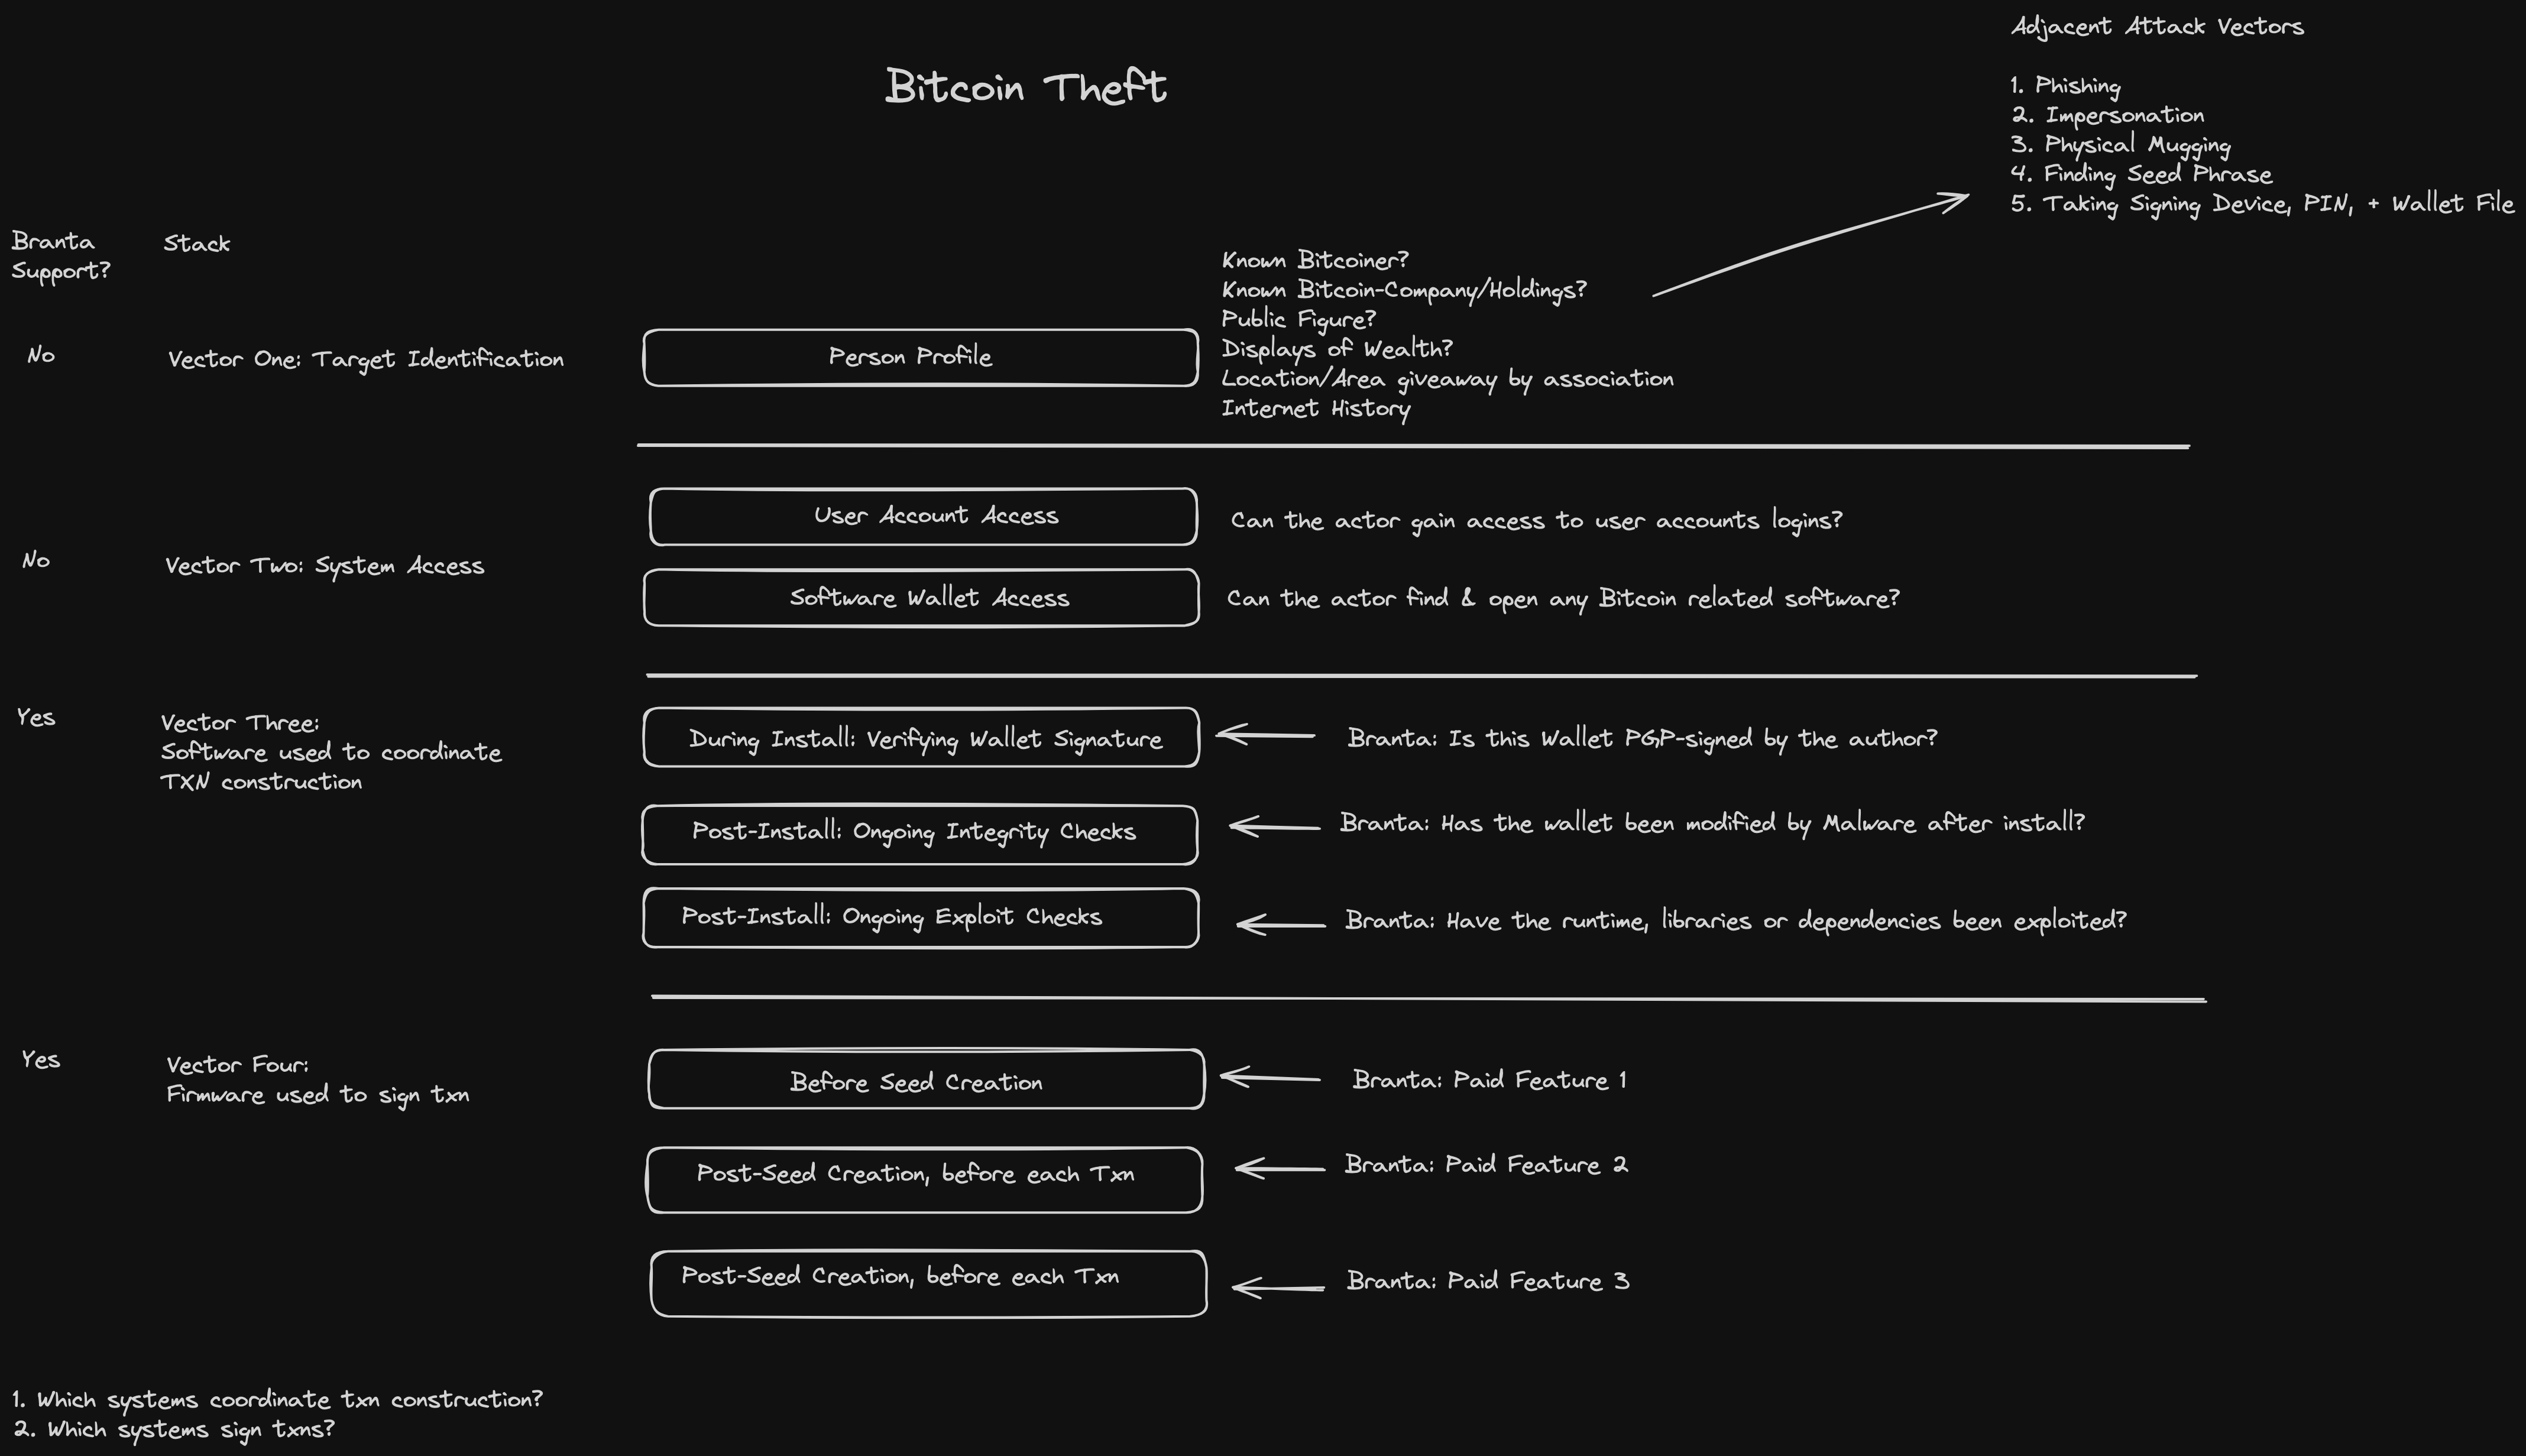 Bitcoin Theft
Adjacent Attack Vectors
1. Phishing
2. Impersonation
3. Physical Mugging
4. Finding Seed Phrase
5. Taking Signing Device, PIN, + Wallet File
Branta
Support?
Stack
No
Vector One: Target Identification
Person Profile
Known Bitcoiner?
Known Bitcoin-Company/Holdings?
Public Figure?
Displays of Wealth?
Location/Area giveaway by association
Internet History
No
Vector Two: System Access
User Account Access
Can the actor gain access to user accounts logins?
Software Wallet Access
Can the actor find & open any Bitcoin related software?
Yes
Vector Three:
Software used to coordinate
TXN construction
During Install: Verifying Wallet Signature
Branta: Is this Wallet PGP-signed by the author?
Post-Install: Ongoing Integrity Checks
Branta: Has the wallet been modified by Malware after install?
Post-Install: Ongoing Exploit Checks
Branta: Have the runtime, libraries or dependencies been exploited?
Yes
Vector Four:
Firmware used to sign txn
Before Seed Creation
Branta: Paid Feature 1
Post-Seed Creation, before each Txn
Branta: Paid Feature 2
Post-Seed Creation, before each Txn
Branta: Paid Feature 3
1. Which systems coordinate txn construction?
2. Which systems sign txns?